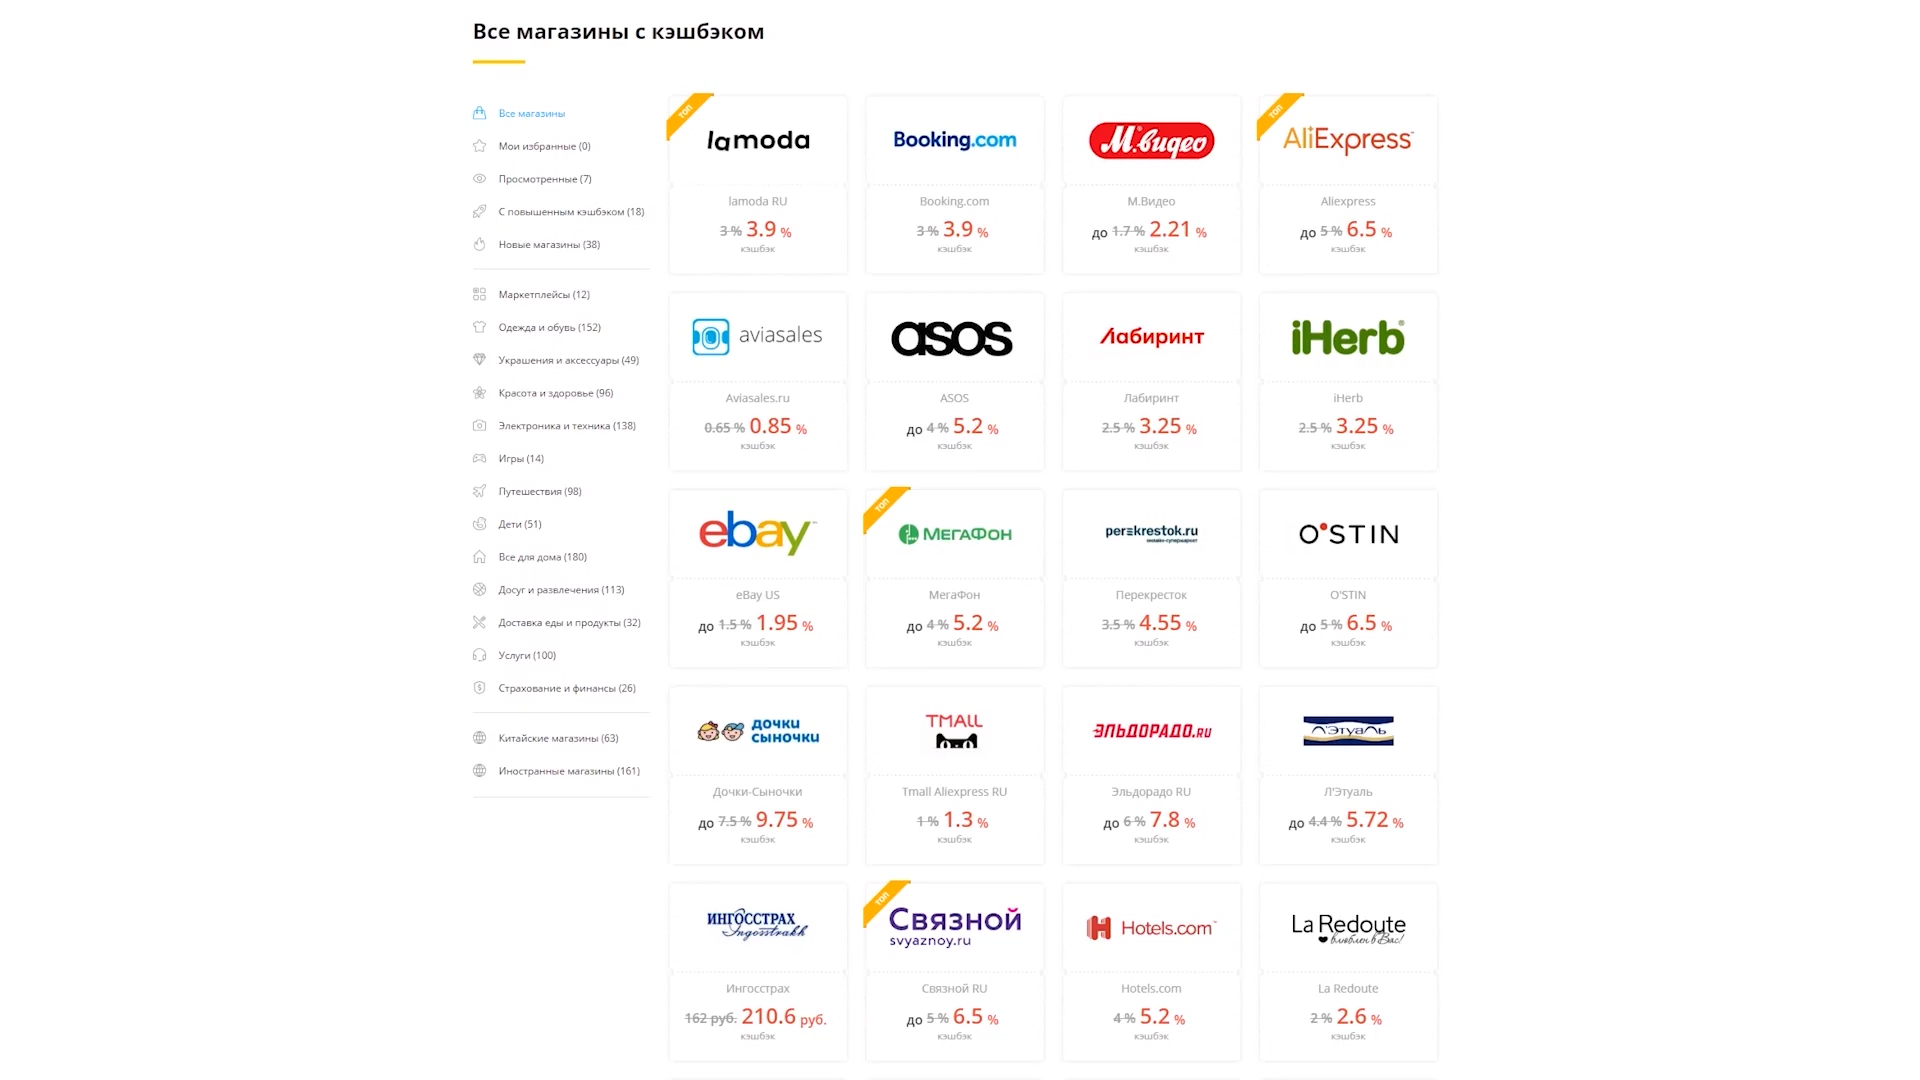 Все магазины с кэшбэком
Все магазины
Мои избранные (0)
Просмотренные (7)
С повышенным кэшбэком (18)
Новые магазины (38)
Маркетплейсы (12)
Одежда и обувь (152)
Украшения и аксессуары (49)
Красота и здоровье (96)
Электроника и техника (138)
Игры (14)
Путешествия (98)
Дети (51)
Все для дома (180)
Досуг и развлечения (113)
Доставка еды и продукты (32)
Услуги (100)
Страхование и финансы (26)
Китайские магазины (63)
Иностранные магазины (161)
ТОП
lamoda
lamoda RU
3 % 3.9 %
кэшбэк
Booking.com
Booking.com
3 % 3.9 %
кэшбэк
М.видео
М.Видео
до 1.7 % 2.21 %
кэшбэк
ТОП
AliExpress™
Aliexpress
до 5 % 6.5 %
кэшбэк
aviasales
Aviasales.ru
0.65 % 0.85 %
кэшбэк
asos
ASOS
до 4 % 5.2 %
кэшбэк
Лабиринт
Лабиринт
2.5 % 3.25 %
кэшбэк
iHerb®
iHerb
2.5 % 3.25 %
кэшбэк
ebay™
eBay US
до 1.5 % 1.95 %
кэшбэк
ТОП
МЕГАФОН
МегаФон
до 4 % 5.2 %
кэшбэк
perekrestok.ru
онлайн-супермаркет
Перекресток
3.5 % 4.55 %
кэшбэк
O'STIN
O'STIN
до 5 % 6.5 %
кэшбэк
дочки
сыночки
Дочки-Сыночки
до 7.5 % 9.75 %
кэшбэк
TMALL
Tmall Aliexpress RU
1 % 1.3 %
кэшбэк
ЭЛЬДОРАДО.RU
Эльдорадо RU
до 6 % 7.8 %
кэшбэк
Л'Этуаль
Л'Этуаль
до 4.4 % 5.72 %
кэшбэк
ИНГОССТРАХ
Ingosstrakh
Ингосстрах
162 руб. 210.6 руб.
кэшбэк
ТОП
Связной
svyaznoy.ru
Связной RU
до 5 % 6.5 %
кэшбэк
Hotels.com™
Hotels.com
4 % 5.2 %
кэшбэк
La Redoute
влюблен в Вас!
La Redoute
2 % 2.6 %
кэшбэк